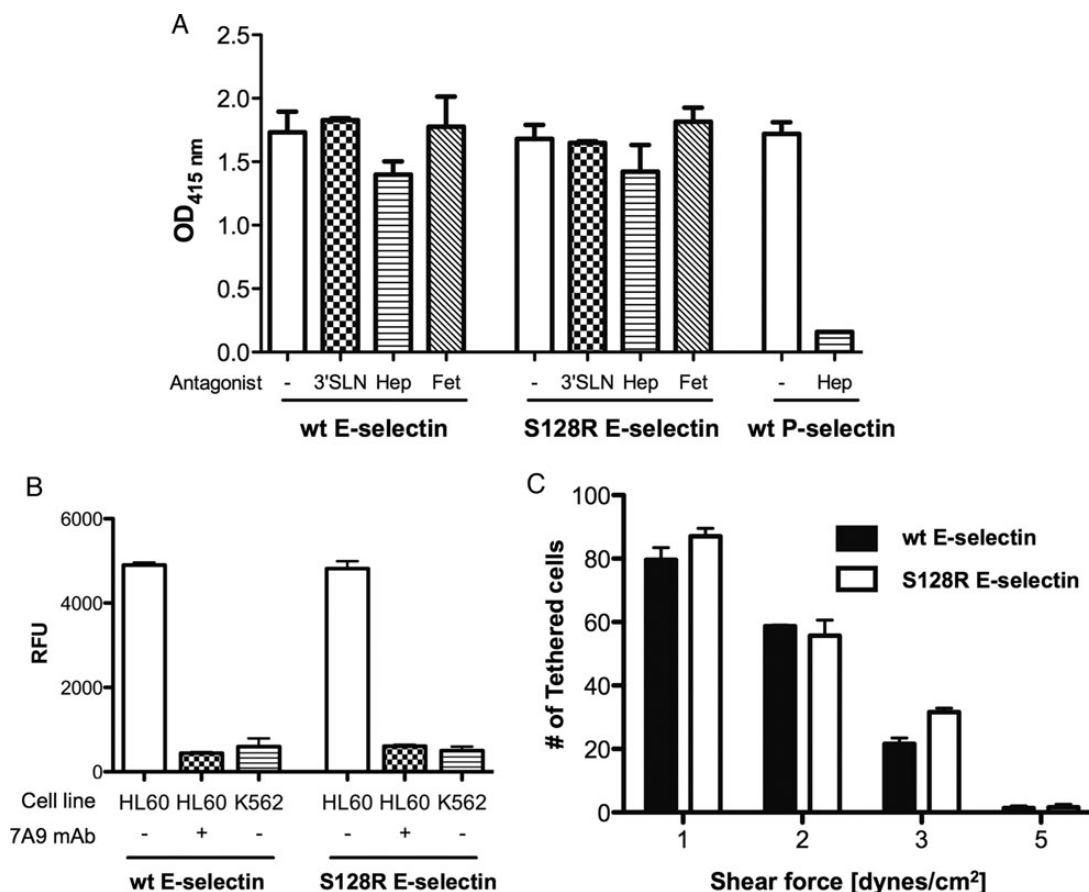 A
2.5
2.0
1.5
1.0
0.5
0.0
OD415 nm
Antagonist - 3'SLN Hep Fet - 3'SLN Hep Fet - Hep
wt E-selectin S128R E-selectin wt P-selectin
B
6000
4000
2000
0
RFU
Cell line HL60 HL60 K562 HL60 HL60 K562
7A9 mAb - + - - + -
wt E-selectin S128R E-selectin
C
100
80
60
40
20
0
# of Tethered cells
wt E-selectin
S128R E-selectin
1 2 3 5
Shear force [dynes/cm²]